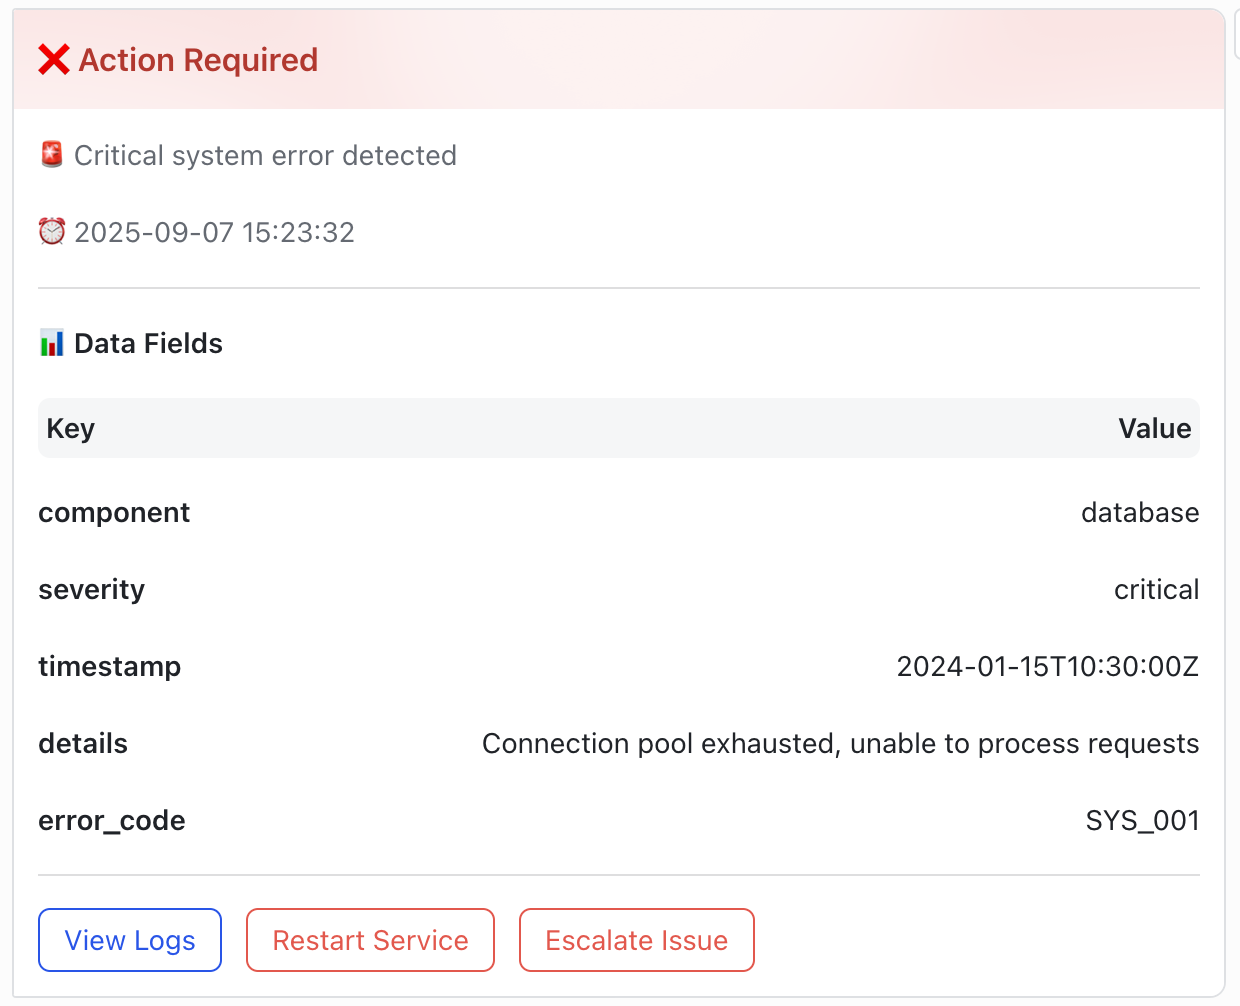 ❌ Action Required
🚨 Critical system error detected
⏰ 2025-09-07 15:23:32
📊 Data Fields
Key Value
component database
severity critical
timestamp 2024-01-15T10:30:00Z
details Connection pool exhausted, unable to process requests
error_code SYS_001
View Logs Restart Service Escalate Issue